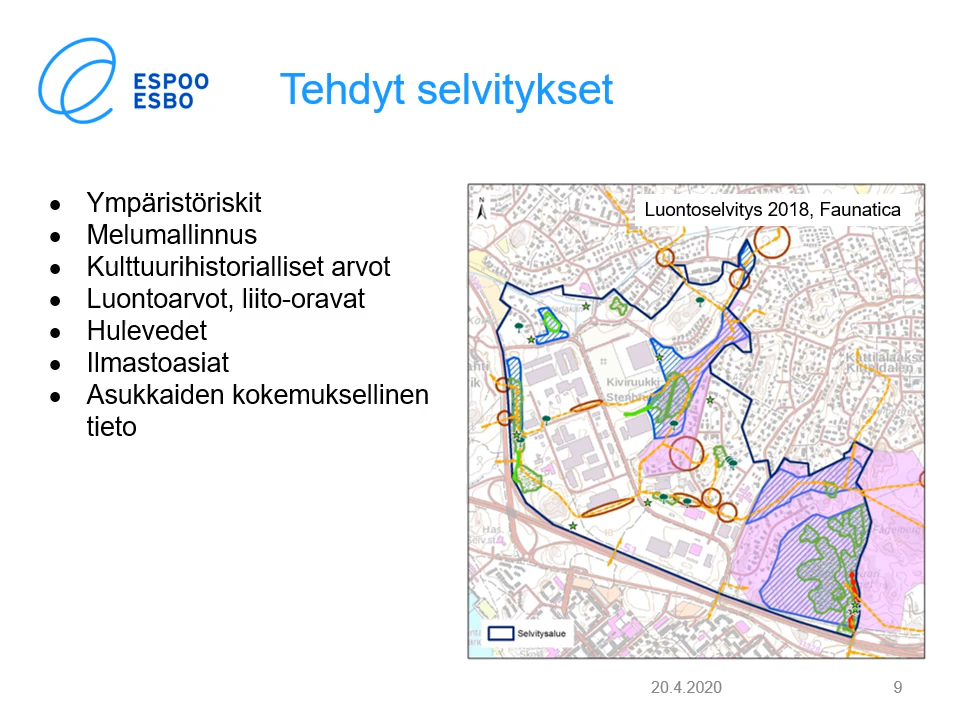 ESPOO
ESBO
Tehdyt selvitykset
• Ympäristöriskit
• Melumallinnus
• Kulttuurihistorialliset arvot
• Luontoarvot, liito-oravat
• Hulevedet
• Ilmastoasiat
• Asukkaiden kokemuksellinen
tieto
N
Luontoselvitys 2018, Faunatica
Kiviruukki
Selvitysalue
20.4.2020
9